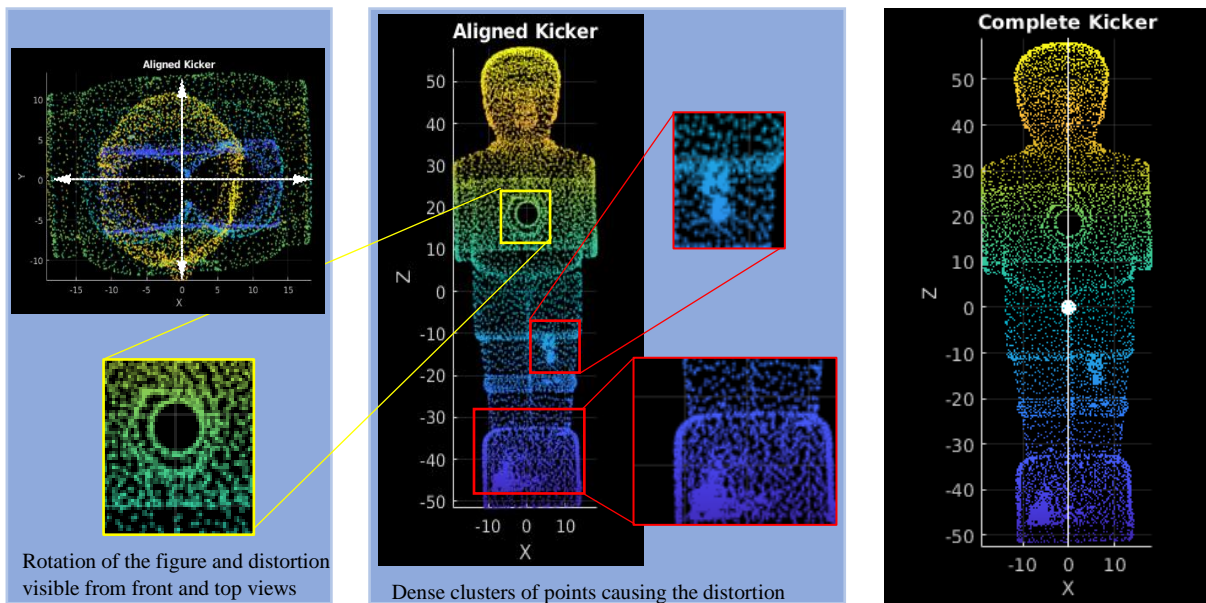 Aligned Kicker
10
5
0
-5
-10
Y
-15
-10
-5
0
5
10
15
X
Rotation of the figure and distortion
visible from front and top views
Aligned Kicker
50
40
30
20
10
0
-10
-20
-30
-40
-50
Z
-10 0 10
X
Dense clusters of points causing the distortion
Complete Kicker
50
40
30
20
10
0
-10
-20
-30
-40
-50
Z
-10 0 10
X